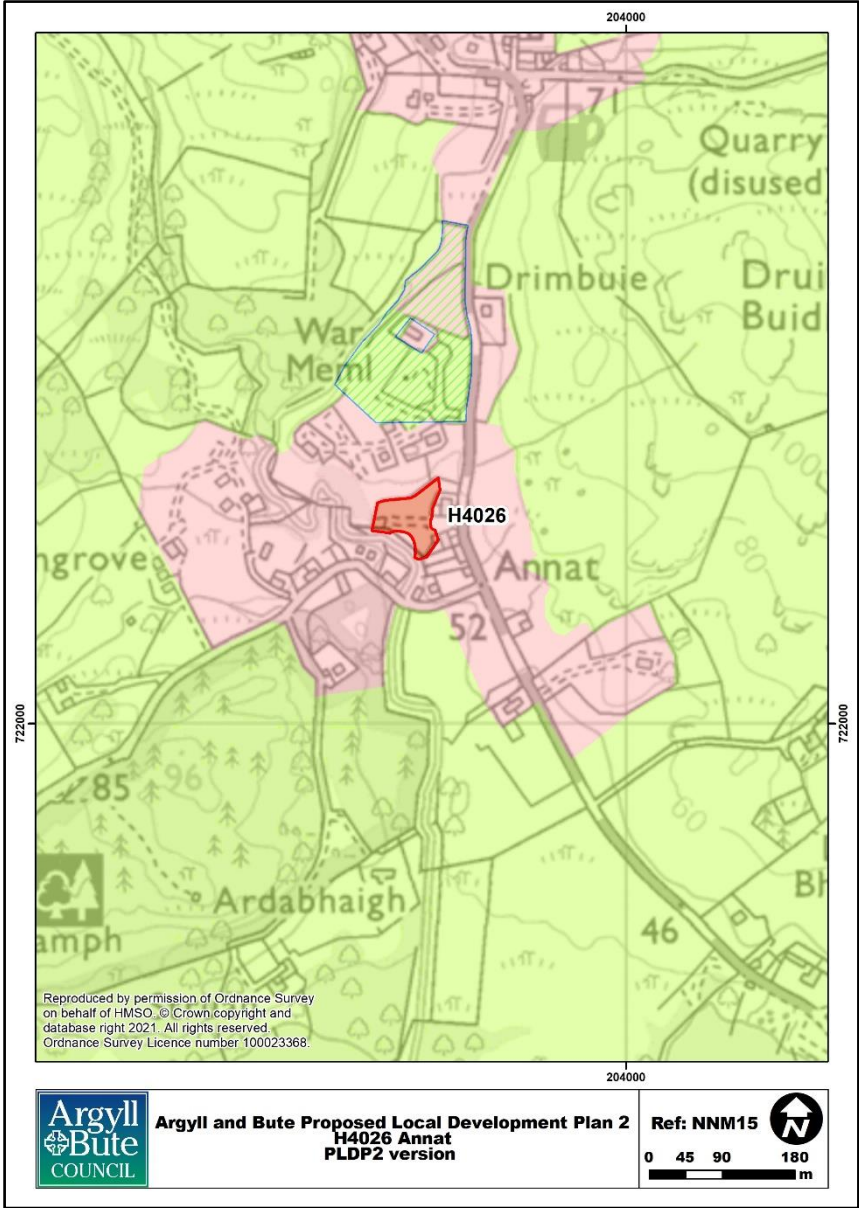 204000
71
Quarry
(disused
Drimbuie
Drui
Buid
War
Meml
100
H4026
ngrove
Annat
80
52
722000
722000
85
96
60
Ardabhaigh
Bh
amph
46
Reproduced by permission of Ordnance Survey
on behalf of HMSO. © Crown copyright and
database right 2021. All rights reserved.
Ordnance Survey Licence number 100023368.
204000
Argyll
&Bute
COUNCIL
Argyll and Bute Proposed Local Development Plan 2
H4026 Annat
PLDP2 version
Ref: NNM15
N
0 45 90 180
m